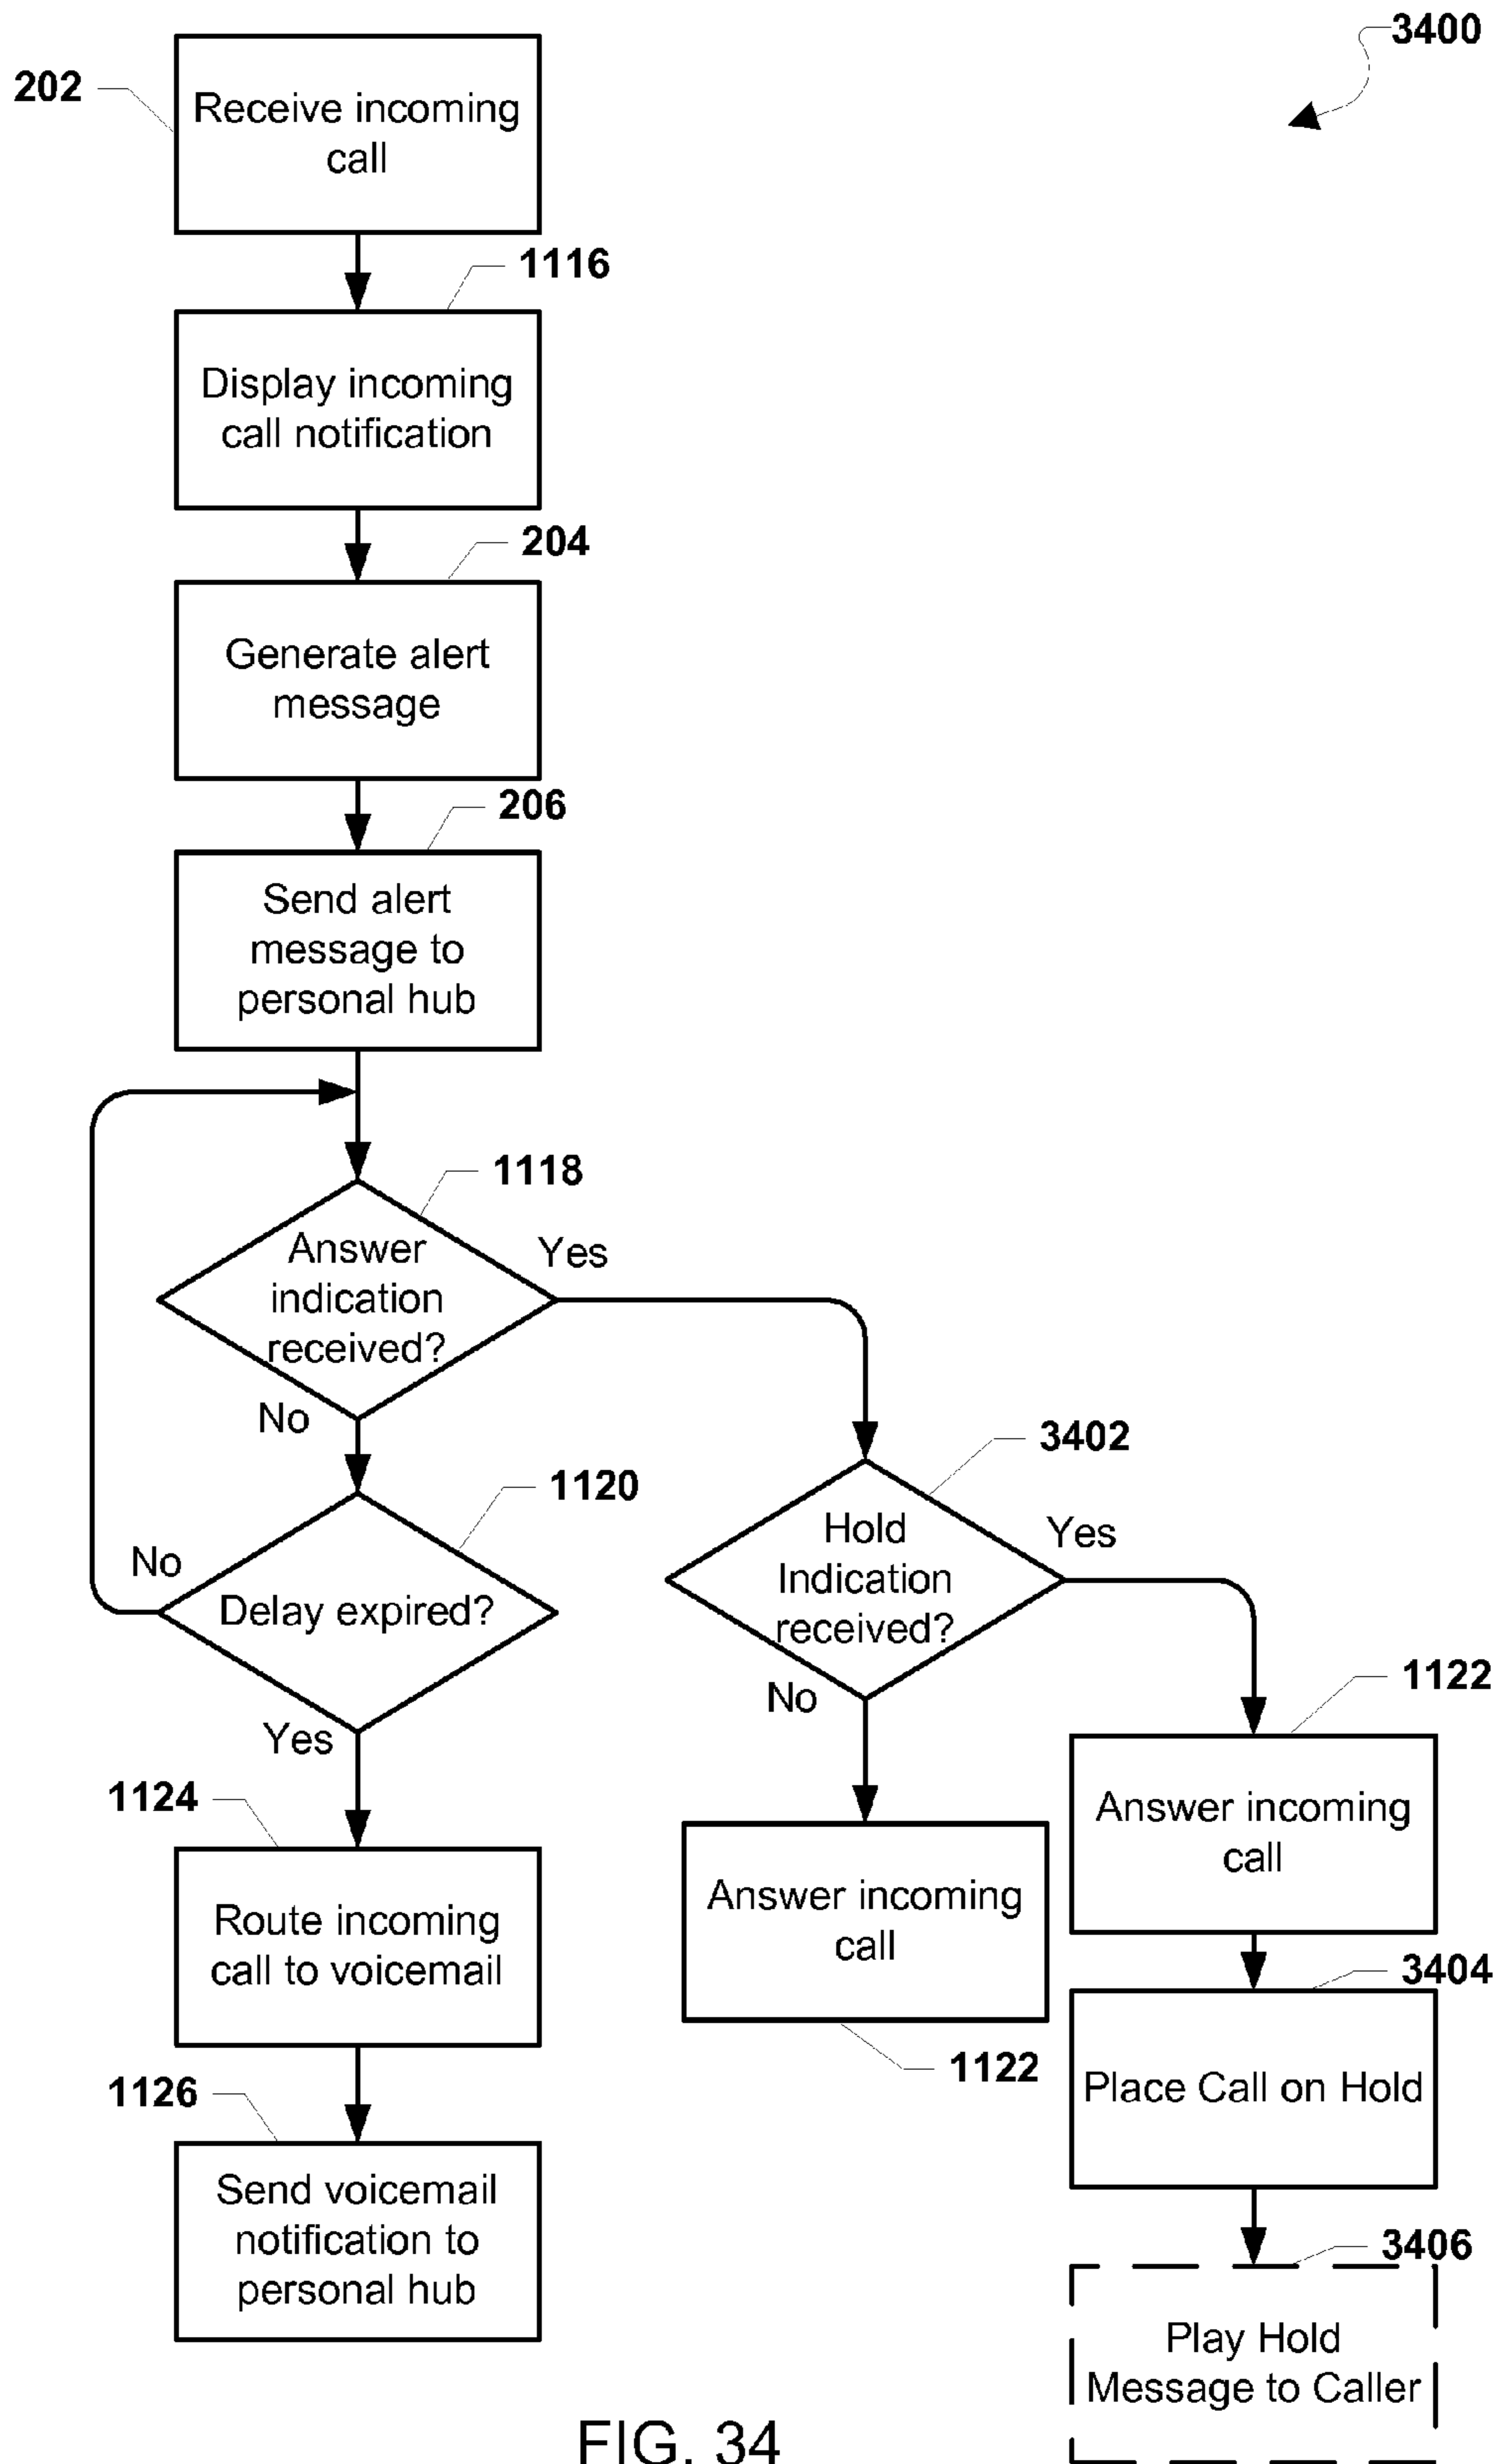 3400
202
Receive incoming
call
1116
Display incoming
call notification
204
Generate alert
message
206
Send alert
message to
personal hub
1118
Answer
indication
received?
Yes
No
3402
Hold
Indication
received?
Yes
No
1120
Delay expired?
No
Yes
1122
Answer incoming
call
1124
Route incoming
call to voicemail
Answer incoming
call
1122
3404
Place Call on Hold
1126
Send voicemail
notification to
personal hub
3406
Play Hold
Message to Caller
FIG. 34